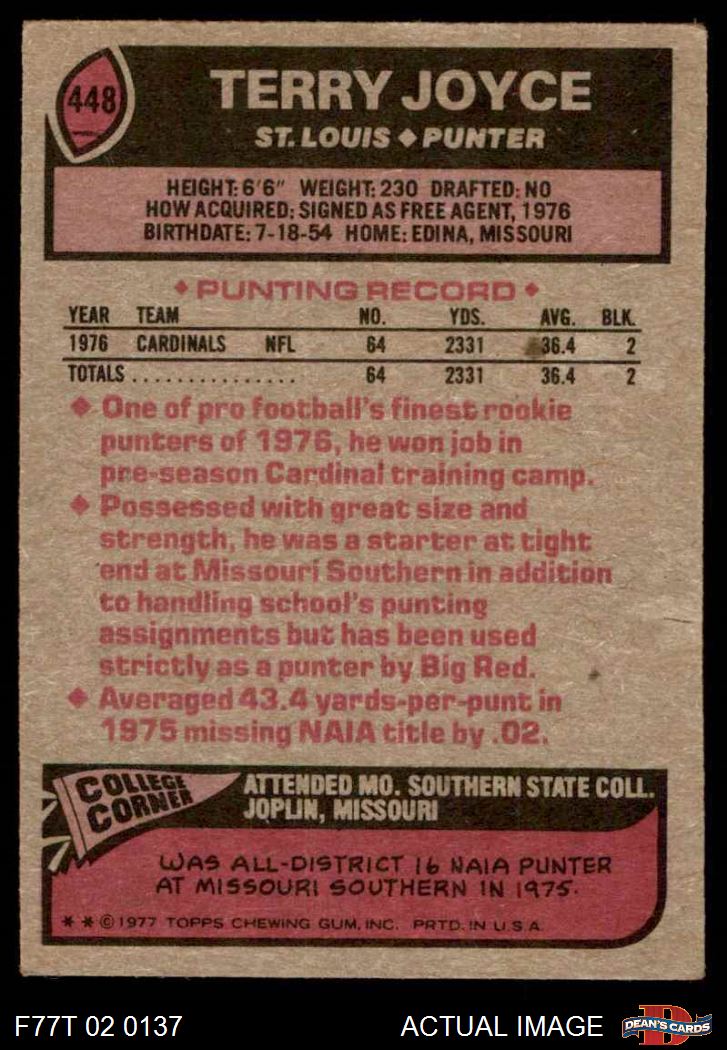 448
TERRY JOYCE
ST. LOUIS ◆ PUNTER
HEIGHT: 6'6" WEIGHT: 230 DRAFTED: NO
HOW ACQUIRED: SIGNED AS FREE AGENT, 1976
BIRTHDATE: 7-18-54 HOME: EDINA, MISSOURI
◆ PUNTING RECORD ◆
YEAR TEAM NO. YDS. AVG. BLK.
1976 CARDINALS NFL 64 2331 36.4 2
TOTALS . . . . . . . . . . . . . . . 64 2331 36.4 2
◆ One of pro football's finest rookie
punters of 1976, he won job in
pre-season Cardinal training camp.
◆ Possessed with great size and
strength, he was a starter at tight
end at Missouri Southern in addition
to handling school's punting
assignments but has been used
strictly as a punter by Big Red.
◆ Averaged 43.4 yards-per-punt in
1975 missing NAIA title by .02.
COLLEGE
CORNER
ATTENDED MO. SOUTHERN STATE COLL.
JOPLIN, MISSOURI
WAS ALL-DISTRICT 16 NAIA PUNTER
AT MISSOURI SOUTHERN IN 1975.
* * © 1977 TOPPS CHEWING GUM, INC. PRTD. IN U.S.A.
F77T 02 0137 ACTUAL IMAGE
D
DEAN'S CARDS